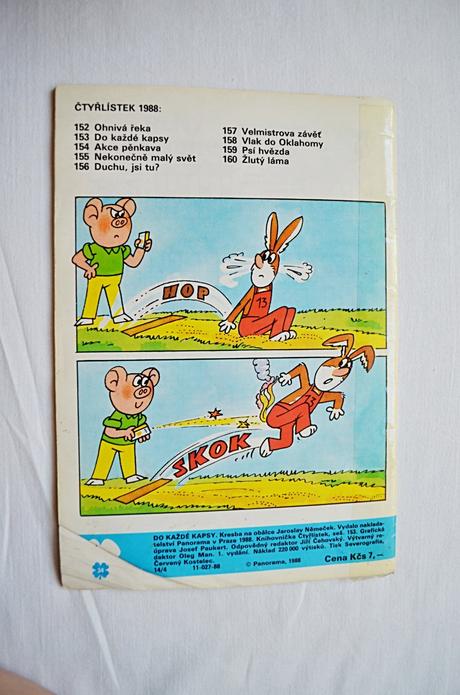 ČTYŘLÍSTEK 1988:
152 Ohnivá řeka
153 Do každé kapsy
154 Akce pěnkava
155 Nekonečně malý svět
156 Duchu, jsi tu?
157 Velmistrova závěť
158 Vlak do Oklahomy
159 Psí hvězda
160 Žlutý láma
HOP
13
SKOK
13
DO KAŽDÉ KAPSY. Kresba na obálce Jaroslav Němeček. Vydalo naklada-
telství Panorama v Praze 1988. Knihovnička Čtyřlístek, seš. 153. Grafická
úprava Josef Paukert. Odpovědný redaktor Jiří Čehovský. Výtvarný re-
daktor Oleg Man. 1. vydání. Náklad 220 000 výtisků. Tisk Severografia,
Červený Kostelec.
14/4 11-027-88 © Panorama, 1988
Cena Kčs 7,–